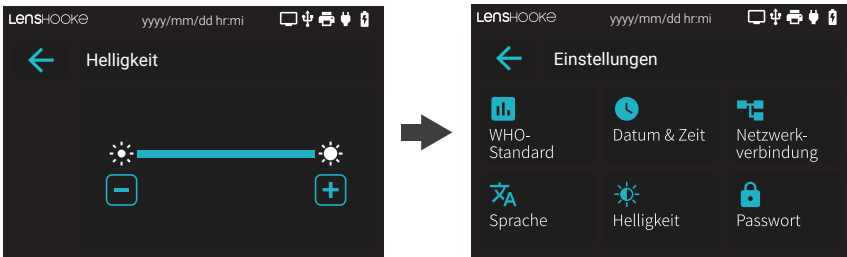 LENSHOOKE yyyy/mm/dd hr:mi
Helligkeit
LENSHOOKE yyyy/mm/dd hr:mi
Einstellungen
WHO-
Standard
Datum & Zeit
Netzwerk-
verbindung
Sprache
Helligkeit
Passwort